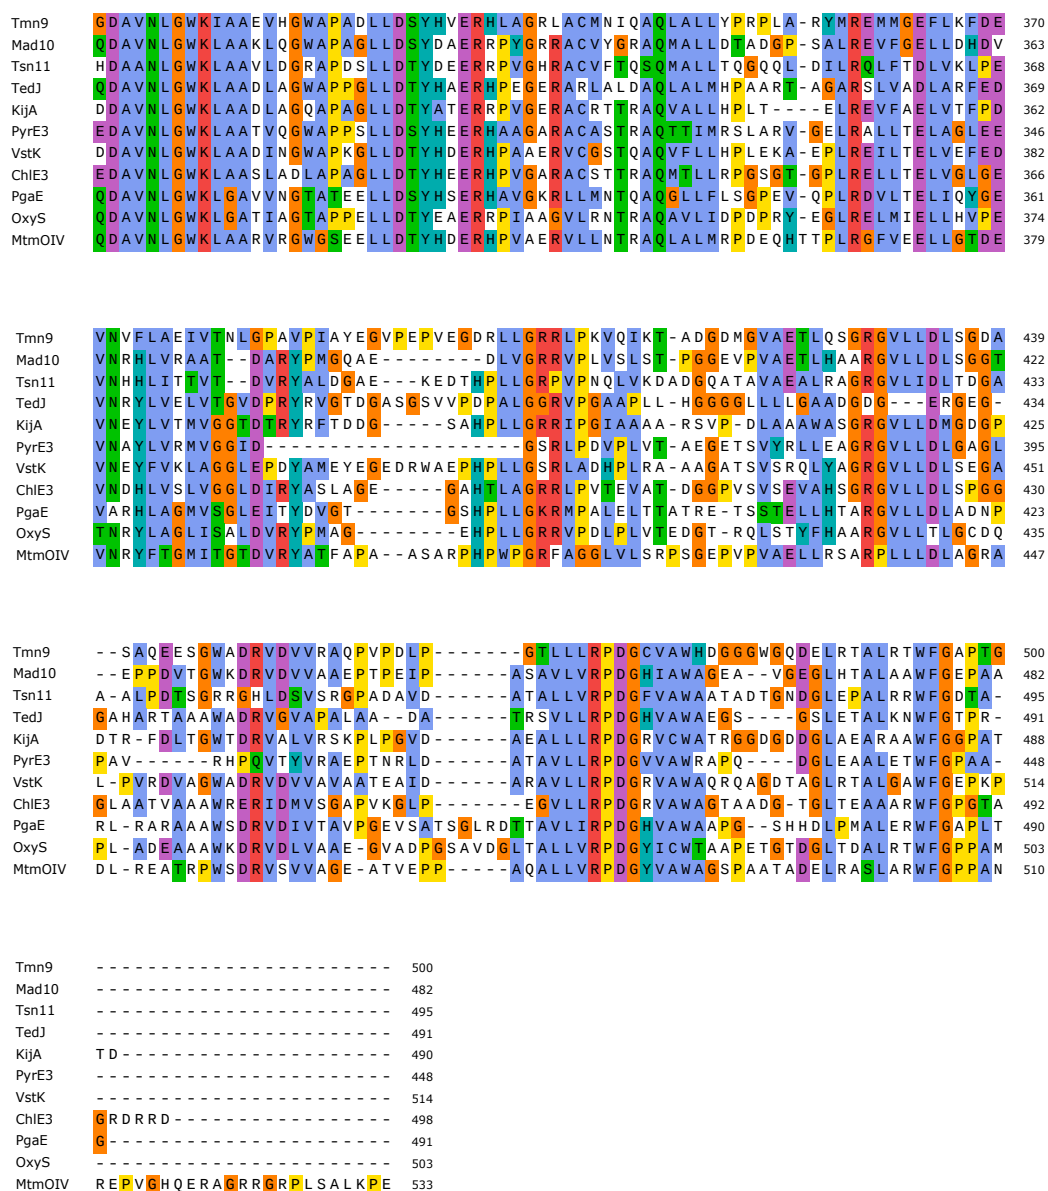 Tmn9 GDAVNLGWKIAAEVHGWAPADLLDSYHVERHLAGRLACMNIQAQLALLYPRPLA-RYMREMMGEFLKFDE 370
Mad10 QDAVNLGWKLAAKLQGWAPAGLLDSYDAERRPYGRRACVYGRAQMALLDTADGP-SALREVFGELLDHDV 363
Tsn11 HDAANLGWKLAAVLDGRAPDSLLDTYDEERRPVGHRACVFTQSQMALLTQGQQL-DILRQLFTDLVKLPE 368
TedJ QDAVNLGWKLAADLAGWAPPGLLDTYHAERHPEGERARLALDAQLALMHPAART-AGARSLVADLARFED 369
KijA DDAVNLGWKLAADLAGQAPAGLLDTYATERRPVGERACRTTRAQVALLHPLT----ELREVFAELVTFPD 362
PyrE3 EDAVNLGWKLAATVQGWAPPSLLDSYHEERHAAGARACASTRAQTTIMRSLARV-GELRALLTELAGLEE 346
VstK DDAVNLGWKLAADINGWAPKGLLDTYHDERHPAAERVCGSTQAQVFLLHPLEKA-EPLREILTELVEFED 382
ChlE3 EDAVNLGWKLAASLADLAPAGLLDTYHEERHPVGARACSTTRAQMTLLRPGSGT-GPLRELLTELVGLGE 366
PgaE QDAVNLGWKLGAVVNGTATEELLDSYHSERHAVGKRLLMNTQAQGLLFLSGPEV-QPLRDVLTELIQYGE 361
OxyS QDAVNLGWKLGATIAGTAPPELLDTYEAERRPIAAGVLRNTRAQAVLIDPDPRY-EGLRELMIELLHVPE 374
MtmOIV QDAVNLGWKLAARVRGWGSEELLDTYHDERHPVAERVLLNTRAQLALMRPDEQHTTPLRGFVEELLGTDE 379
Tmn9 VNVFLAEIVTNLGPAVPIAYEGVPEPVEGDRLLGRRLPKVQIKT-ADGDMGVAETLQSGRGVLLDLSGDA 439
Mad10 VNRHLVRAAT--DARYPMGQAE--------DLVGRRVPLVSLST-PGGEVPVAETLHAARGVLLDLSGGT 422
Tsn11 VNHHLITTVT--DVRYALDGAE---KEDTHPLLGRPVPNQLVKDADGQATAVAEALRAGRGVLIDLTDGA 433
TedJ VNRYLVELVTGVDPRYRVGTDGASGSVVPDPALGGRVPGAAPLL-HGGGGLLLLGAADGDG---ERGEG- 434
KijA VNEYLVTMVGGTDTRYRFTDDG------SAHPLLGRRIPGIAAAA-RSVP-DLAAAWASGRGVLLDMGDGP 425
PyrE3 VNAYLVRMVGGID--------------------GSRLPDVPLVT-AEGETSVYRLLEAGRGVLLDLGAGL 395
VstK VNEYFVKLAGGLEPDYAMEYEGEDRWAEPHPLLGSRLADHPLRA-AAGATSVSRQLYAGRGVLLDLSEGA 451
ChlE3 VNDHLVSLVGGLDIRYASLAGE-----GAHTLAGRRLPVTEVAT-DGGPVSVSEVAHSGRGVLLDLSPGG 430
PgaE VARHLAGMVSGLEITYDVGT-------GSHPLLGKRMPALELTTATRE-TSSTELLHTARGVLLDLADNP 423
OxyS TNRYLAGLISALDVRYPMAG-------EHPLLGRRVPDLPLVTEDGT-RQLSTYFHAARGVLLTLGCDQ 435
MtmOIV VNRYFTGMITGTDVRYATFAPA--ASARPHPWPGRFAGGLVLSRPSGEPVPVAELLRSARPLLLDLAGRA 447
Tmn9 --SAQEESGWADRVDVVRAQPVPDLP-------GTLLLRPDGCVAWHDGGGWGQDELRTALRTWFGAPTG 500
Mad10 --EPPDVTGWKDRVDVVAAEPTPEIP------ASAVLLRPDGHIAWAGEA--VGEGLHTALAAWFGEPAA 482
Tsn11 A-ALPDTSGRRGHLDSVSRGPADAVD------ATALLVRPDGFVAWAATADTGNDGLEPALRRWFGDTA- 495
TedJ GAHARTAAAWADRVGVAPALAA--DA------TRSVLLRPDGHVAWAEGS----GSLETALKNWFGTPR- 491
KijA DTR-FDLTGWTDRVALVRSKPLPGVD------AEALLLRPDGRVCWATRGGDGDDGLAEARAAWFGGPAT 488
PyrE3 PAV------RHPQVTYVRAEPTNRLD------ATAVLLRPDGVVAWRAPQ----DGLEAALETWFGPAA- 448
VstK L-PVRDVAGWADRVDVVAVAATEAID------ARAVLLRPDGRVAWAQRQAGDTAGLRTALGAWFGEPKP 514
ChlE3 GLAATVAAAWRERIDMVSGAPVKGLP-------EGVLLRPDGRVAWAGTAADG-TGLTEAAARWFGPGTA 492
PgaE RL-RARAAAWSDRVDIVTAVPGEVSATSGLRDTTAVLIRPDGHVAWAAPG--SHHDLPMALERWFGAPLT 490
OxyS PL-ADEAAAWKDRVDLVAAE-GVADPGSAVDGLTALLVRPDGYICWTAAPETGTDGLTDALRTWFGPPAM 503
MtmOIV DL-REATRPWSDRVSVVAGE-ATVEPP-----AQALLVRPDGYVAWAGSPAATADELRASLARWFGPPAN 510
Tmn9 ----------------------- 500
Mad10 ----------------------- 482
Tsn11 ----------------------- 495
TedJ ----------------------- 491
KijA TD--------------------- 490
PyrE3 ----------------------- 448
VstK ----------------------- 514
ChlE3 GRDRRD----------------- 498
PgaE G---------------------- 491
OxyS ----------------------- 503
MtmOIV REPVGHQERAGRRGRPLSALKPE 533